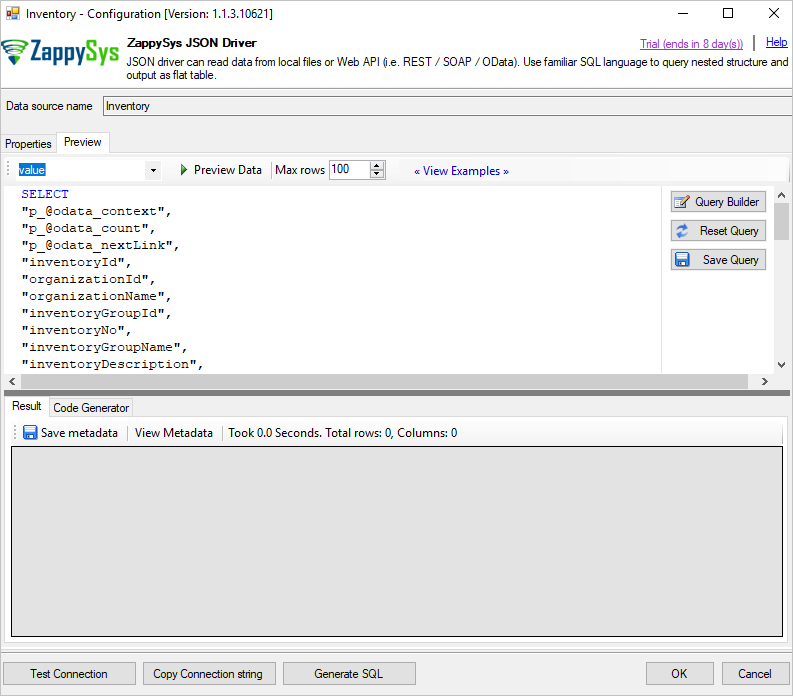 Inventory - Configuration [Version: 1.1.3.10621]
ZappySys
ZappySys JSON Driver
Trial (ends in 8 day(s))
Help
JSON driver can read data from local files or Web API (i.e. REST / SOAP / OData). Use familiar SQL language to query nested structure and
output as flat table.
Data source name
Inventory
Properties
Preview
value
Preview Data
Max rows
100
« View Examples »
SELECT
"p_@odata_context",
"p_@odata_count",
"p_@odata_nextLink",
"inventoryId",
"organizationId",
"organizationName",
"inventoryGroupId",
"inventoryNo",
"inventoryGroupName",
"inventoryDescription",
Query Builder
Reset Query
Save Query
Result
Code Generator
Save metadata
View Metadata
Took 0.0 Seconds. Total rows: 0, Columns: 0
Test Connection
Copy Connection string
Generate SQL
OK
Cancel